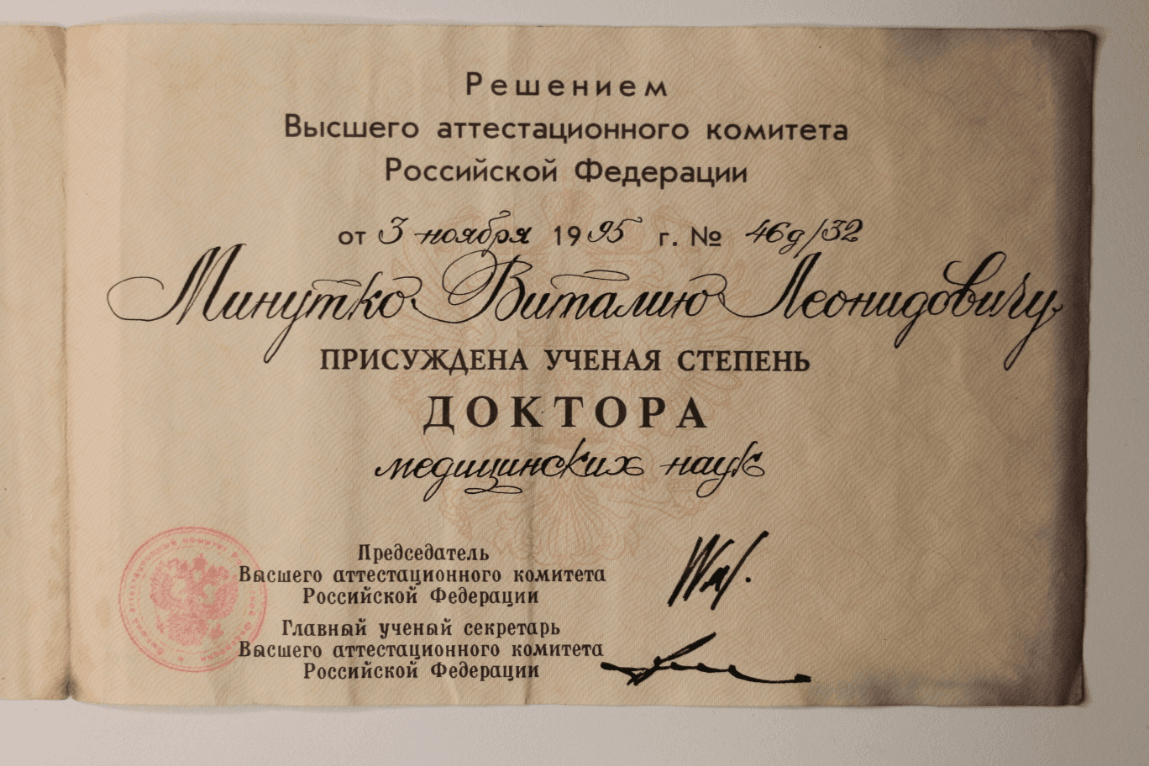 Решением
Высшего аттестационного комитета
Российской Федерации
от 3 ноября 1995 г. № 46д/32
Минутко Виталию Леонидовичу
ПРИСУЖДЕНА УЧЕНАЯ СТЕПЕНЬ
ДОКТОРА
медицинских наук
Председатель
Высшего аттестационного комитета
Российской Федерации
Главный ученый секретарь
Высшего аттестационного комитета
Российской Федерации